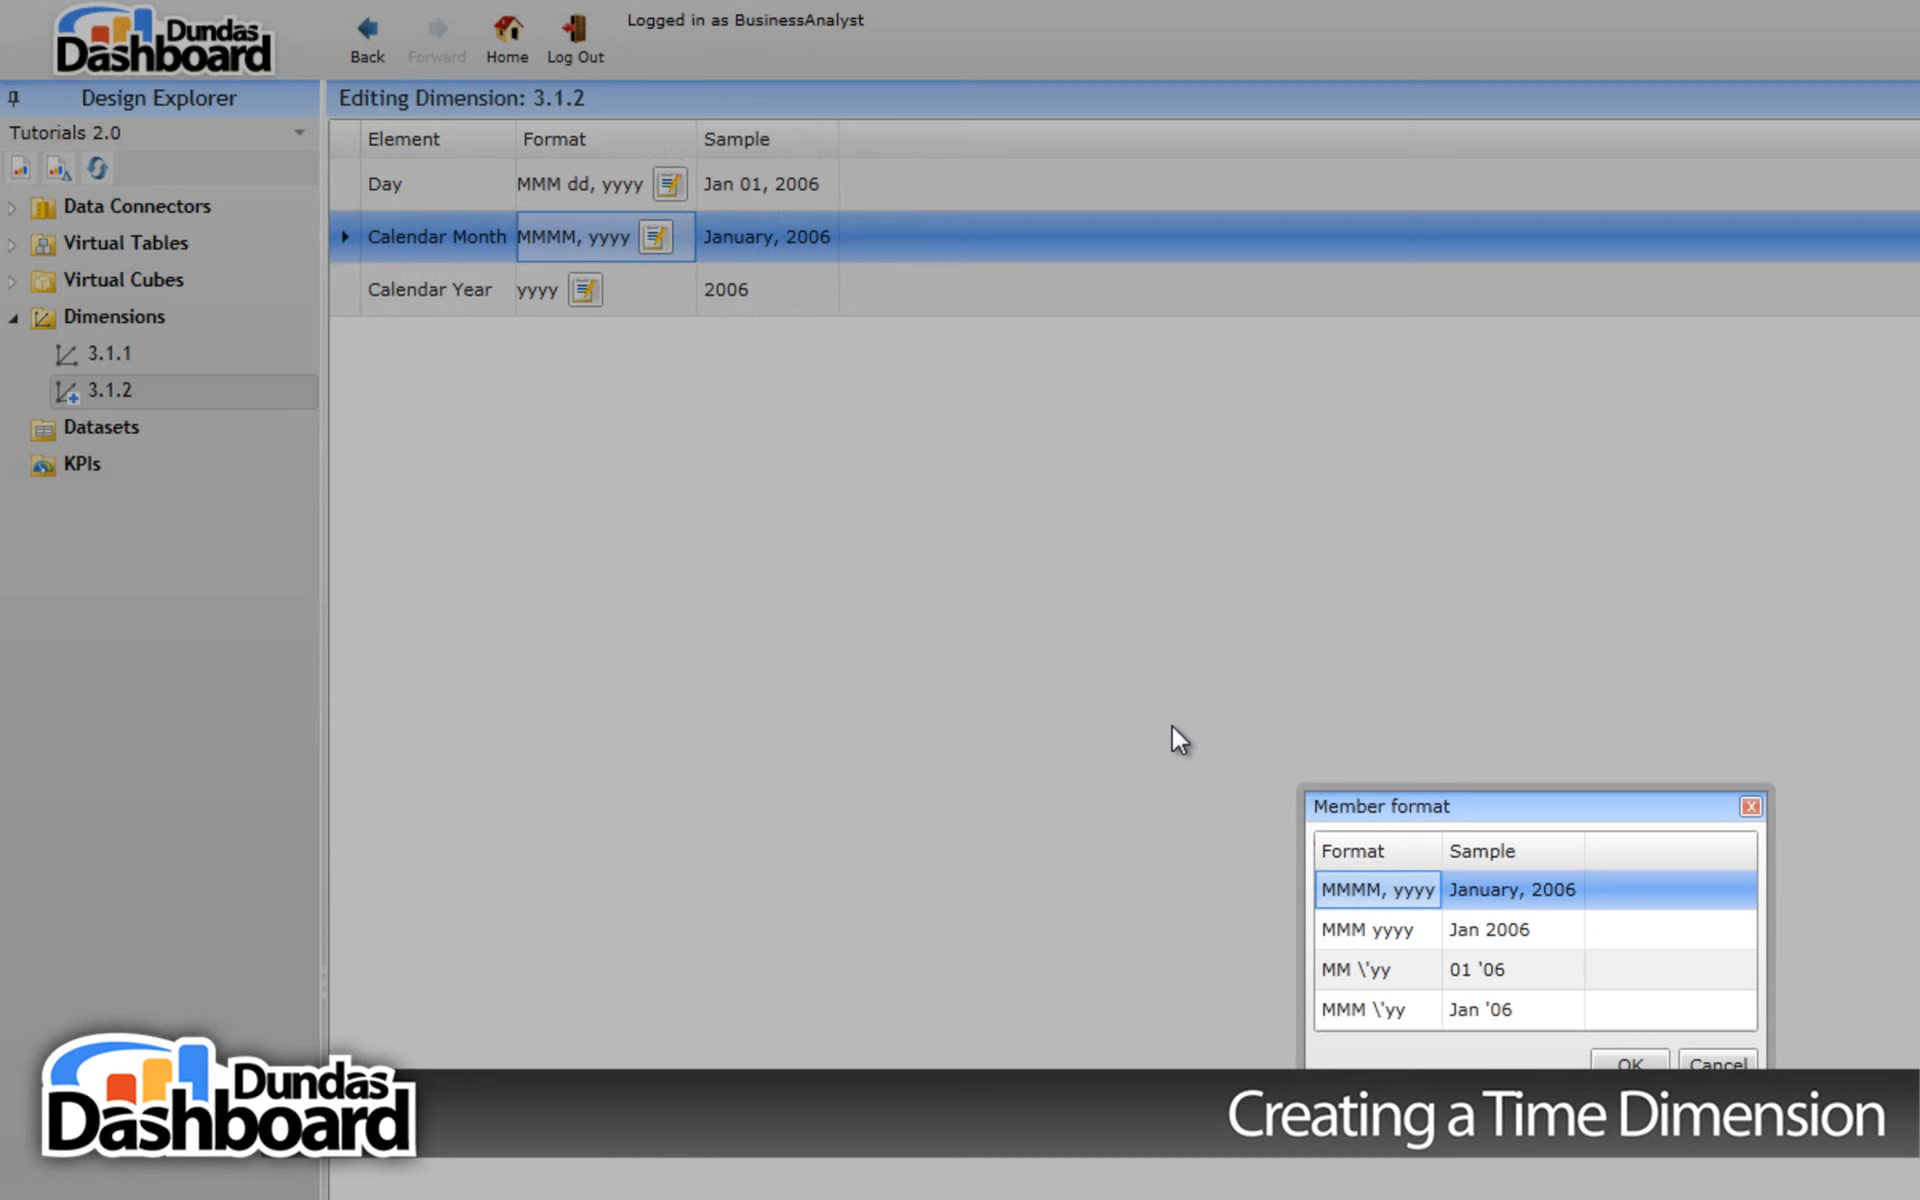 Dundas
Dashboard
Back
Forward
Home
Log Out
Logged in as BusinessAnalyst
Design Explorer
Tutorials 2.0
Data Connectors
Virtual Tables
Virtual Cubes
Dimensions
3.1.1
3.1.2
Datasets
KPIs
Editing Dimension: 3.1.2
Element Format Sample
Day MMM dd, yyyy Jan 01, 2006
Calendar Month MMMM, yyyy January, 2006
Calendar Year yyyy 2006
Member format
Format Sample
MMMM, yyyy January, 2006
MMM yyyy Jan 2006
MM \'yy 01 '06
MMM \'yy Jan '06
OK Cancel
Dundas
Dashboard
Creating a Time Dimension